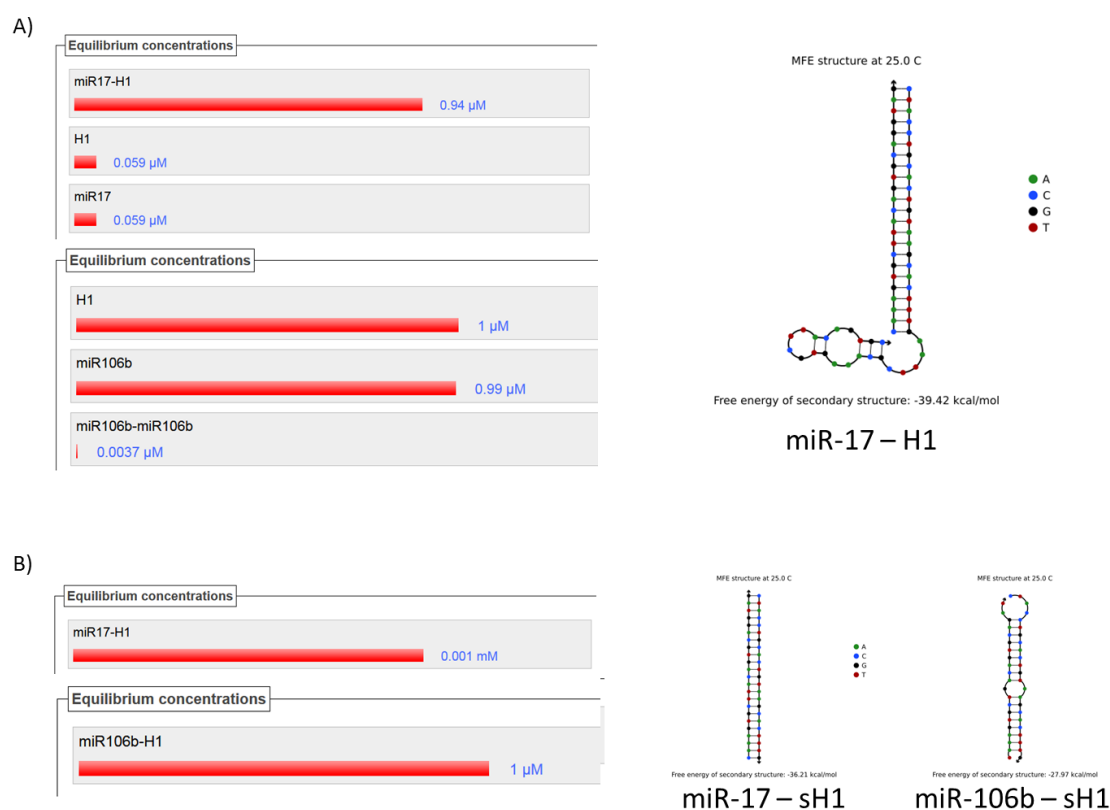 A)
Equilibrium concentrations
miR17-H1
0.94 µM
H1
0.059 µM
miR17
0.059 µM
Equilibrium concentrations
H1
1 µM
miR106b
0.99 µM
miR106b-miR106b
0.0037 µM
MFE structure at 25.0 C
A
C
G
T
Free energy of secondary structure: -39.42 kcal/mol
miR-17 – H1
B)
Equilibrium concentrations
miR17-H1
0.001 mM
Equilibrium concentrations
miR106b-H1
1 µM
MFE structure at 25.0 C
A
C
G
T
Free energy of secondary structure: -36.21 kcal/mol
miR-17 – sH1
MFE structure at 25.0 C
Free energy of secondary structure: -27.97 kcal/mol
miR-106b – sH1